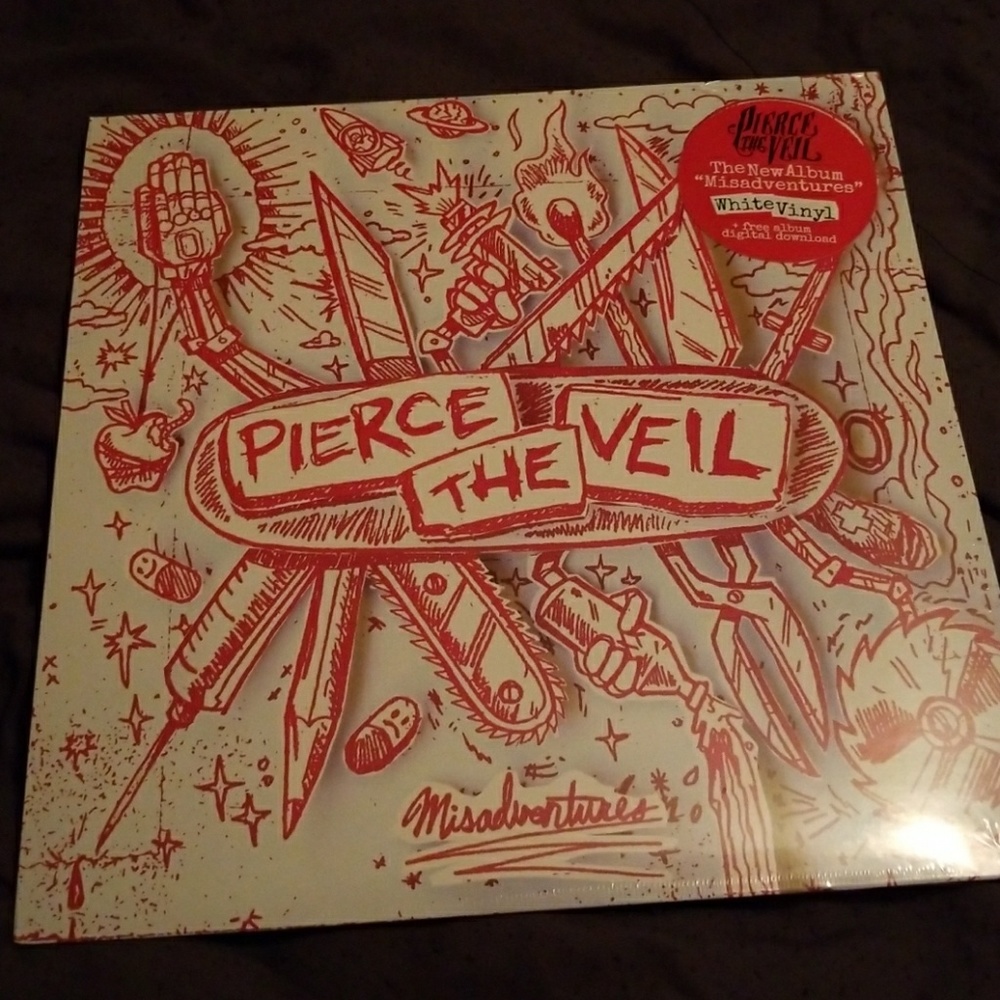 PIERCE
THE VEIL
The New Album
"Misadventures"
White Vinyl
+ free album
digital download
PIERCE
THE
VEIL
Misadventures